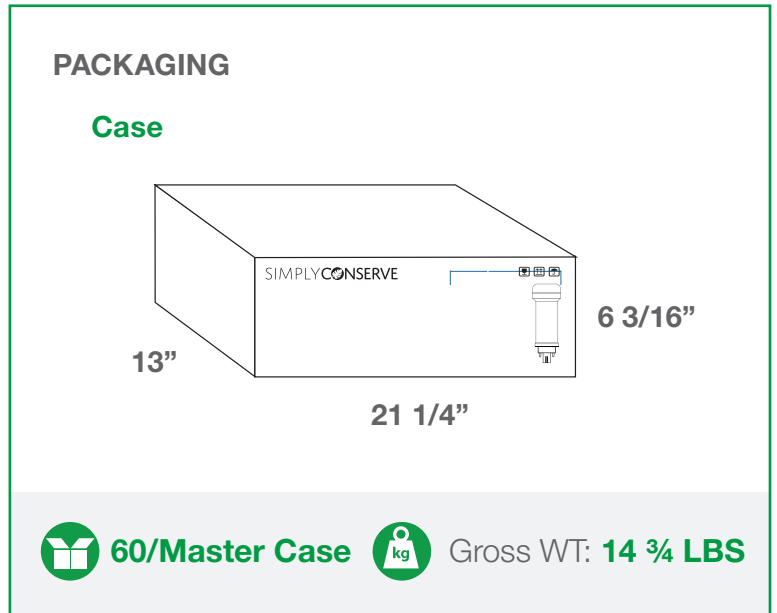 PACKAGING
Case
SIMPLYCONSERVE
6 3/16”
13”
21 1/4”
60/Master Case
kg
Gross WT: 14 ¾ LBS